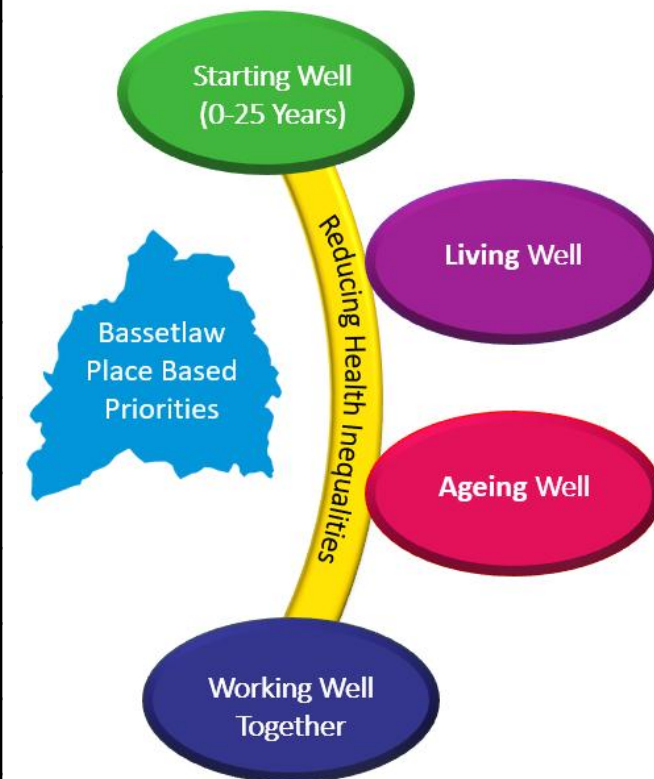 Starting Well
(0-25 Years)
Living Well
Bassetlaw
Place Based
Priorities
Reducing Health Inequalities
Ageing Well
Working Well
Together